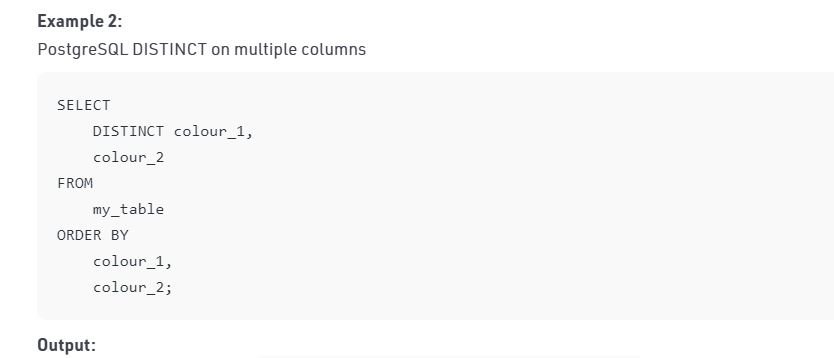 Example 2:
PostgreSQL DISTINCT on multiple columns
SELECT
    DISTINCT colour_1,
    colour_2
FROM
    my_table
ORDER BY
    colour_1,
    colour_2;
Output: